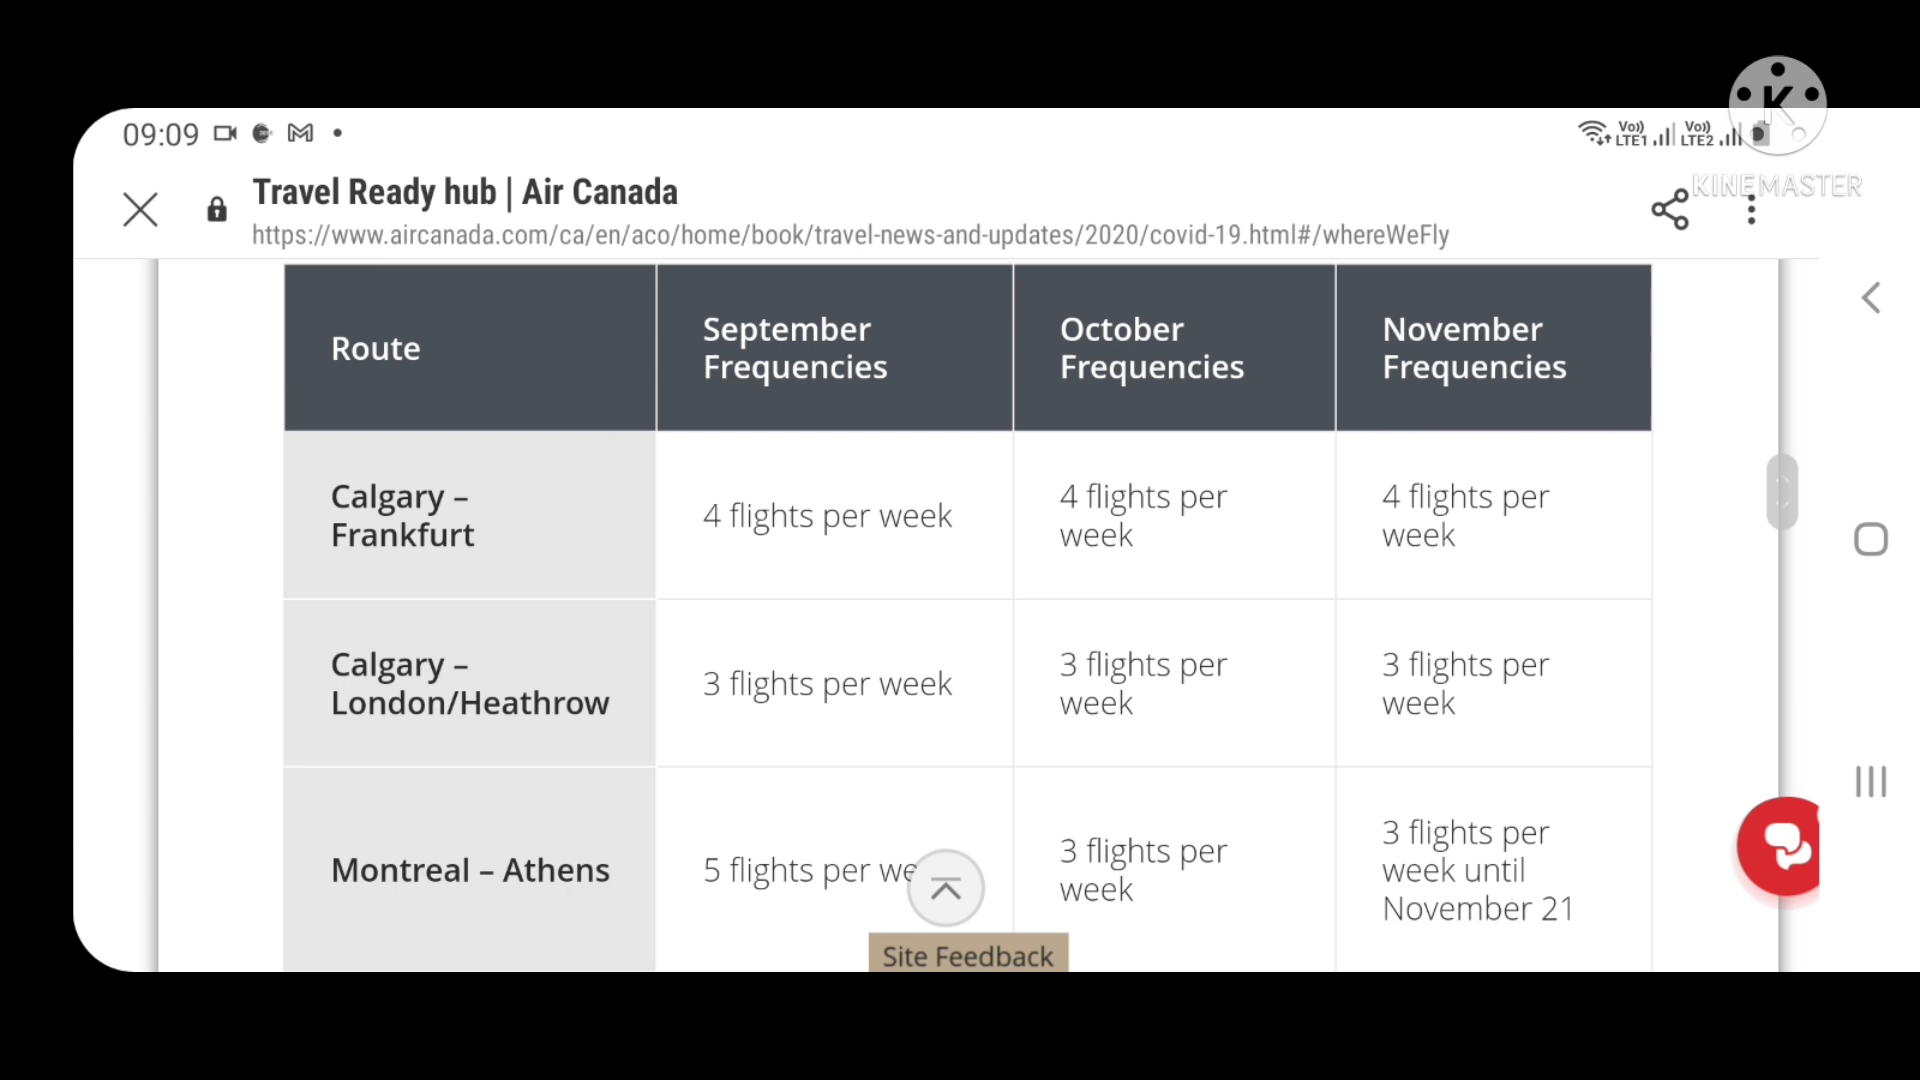 09:09
Vo)) LTE1 Vo)) LTE2
K
KINEMASTER
Travel Ready hub | Air Canada
https://www.aircanada.com/ca/en/aco/home/book/travel-news-and-updates/2020/covid-19.html#/whereWeFly
Route
September
Frequencies
October
Frequencies
November
Frequencies
Calgary –
Frankfurt
4 flights per week
4 flights per
week
4 flights per
week
Calgary –
London/Heathrow
3 flights per week
3 flights per
week
3 flights per
week
Montreal – Athens
5 flights per we
3 flights per
week
3 flights per
week until
November 21
Site Feedback